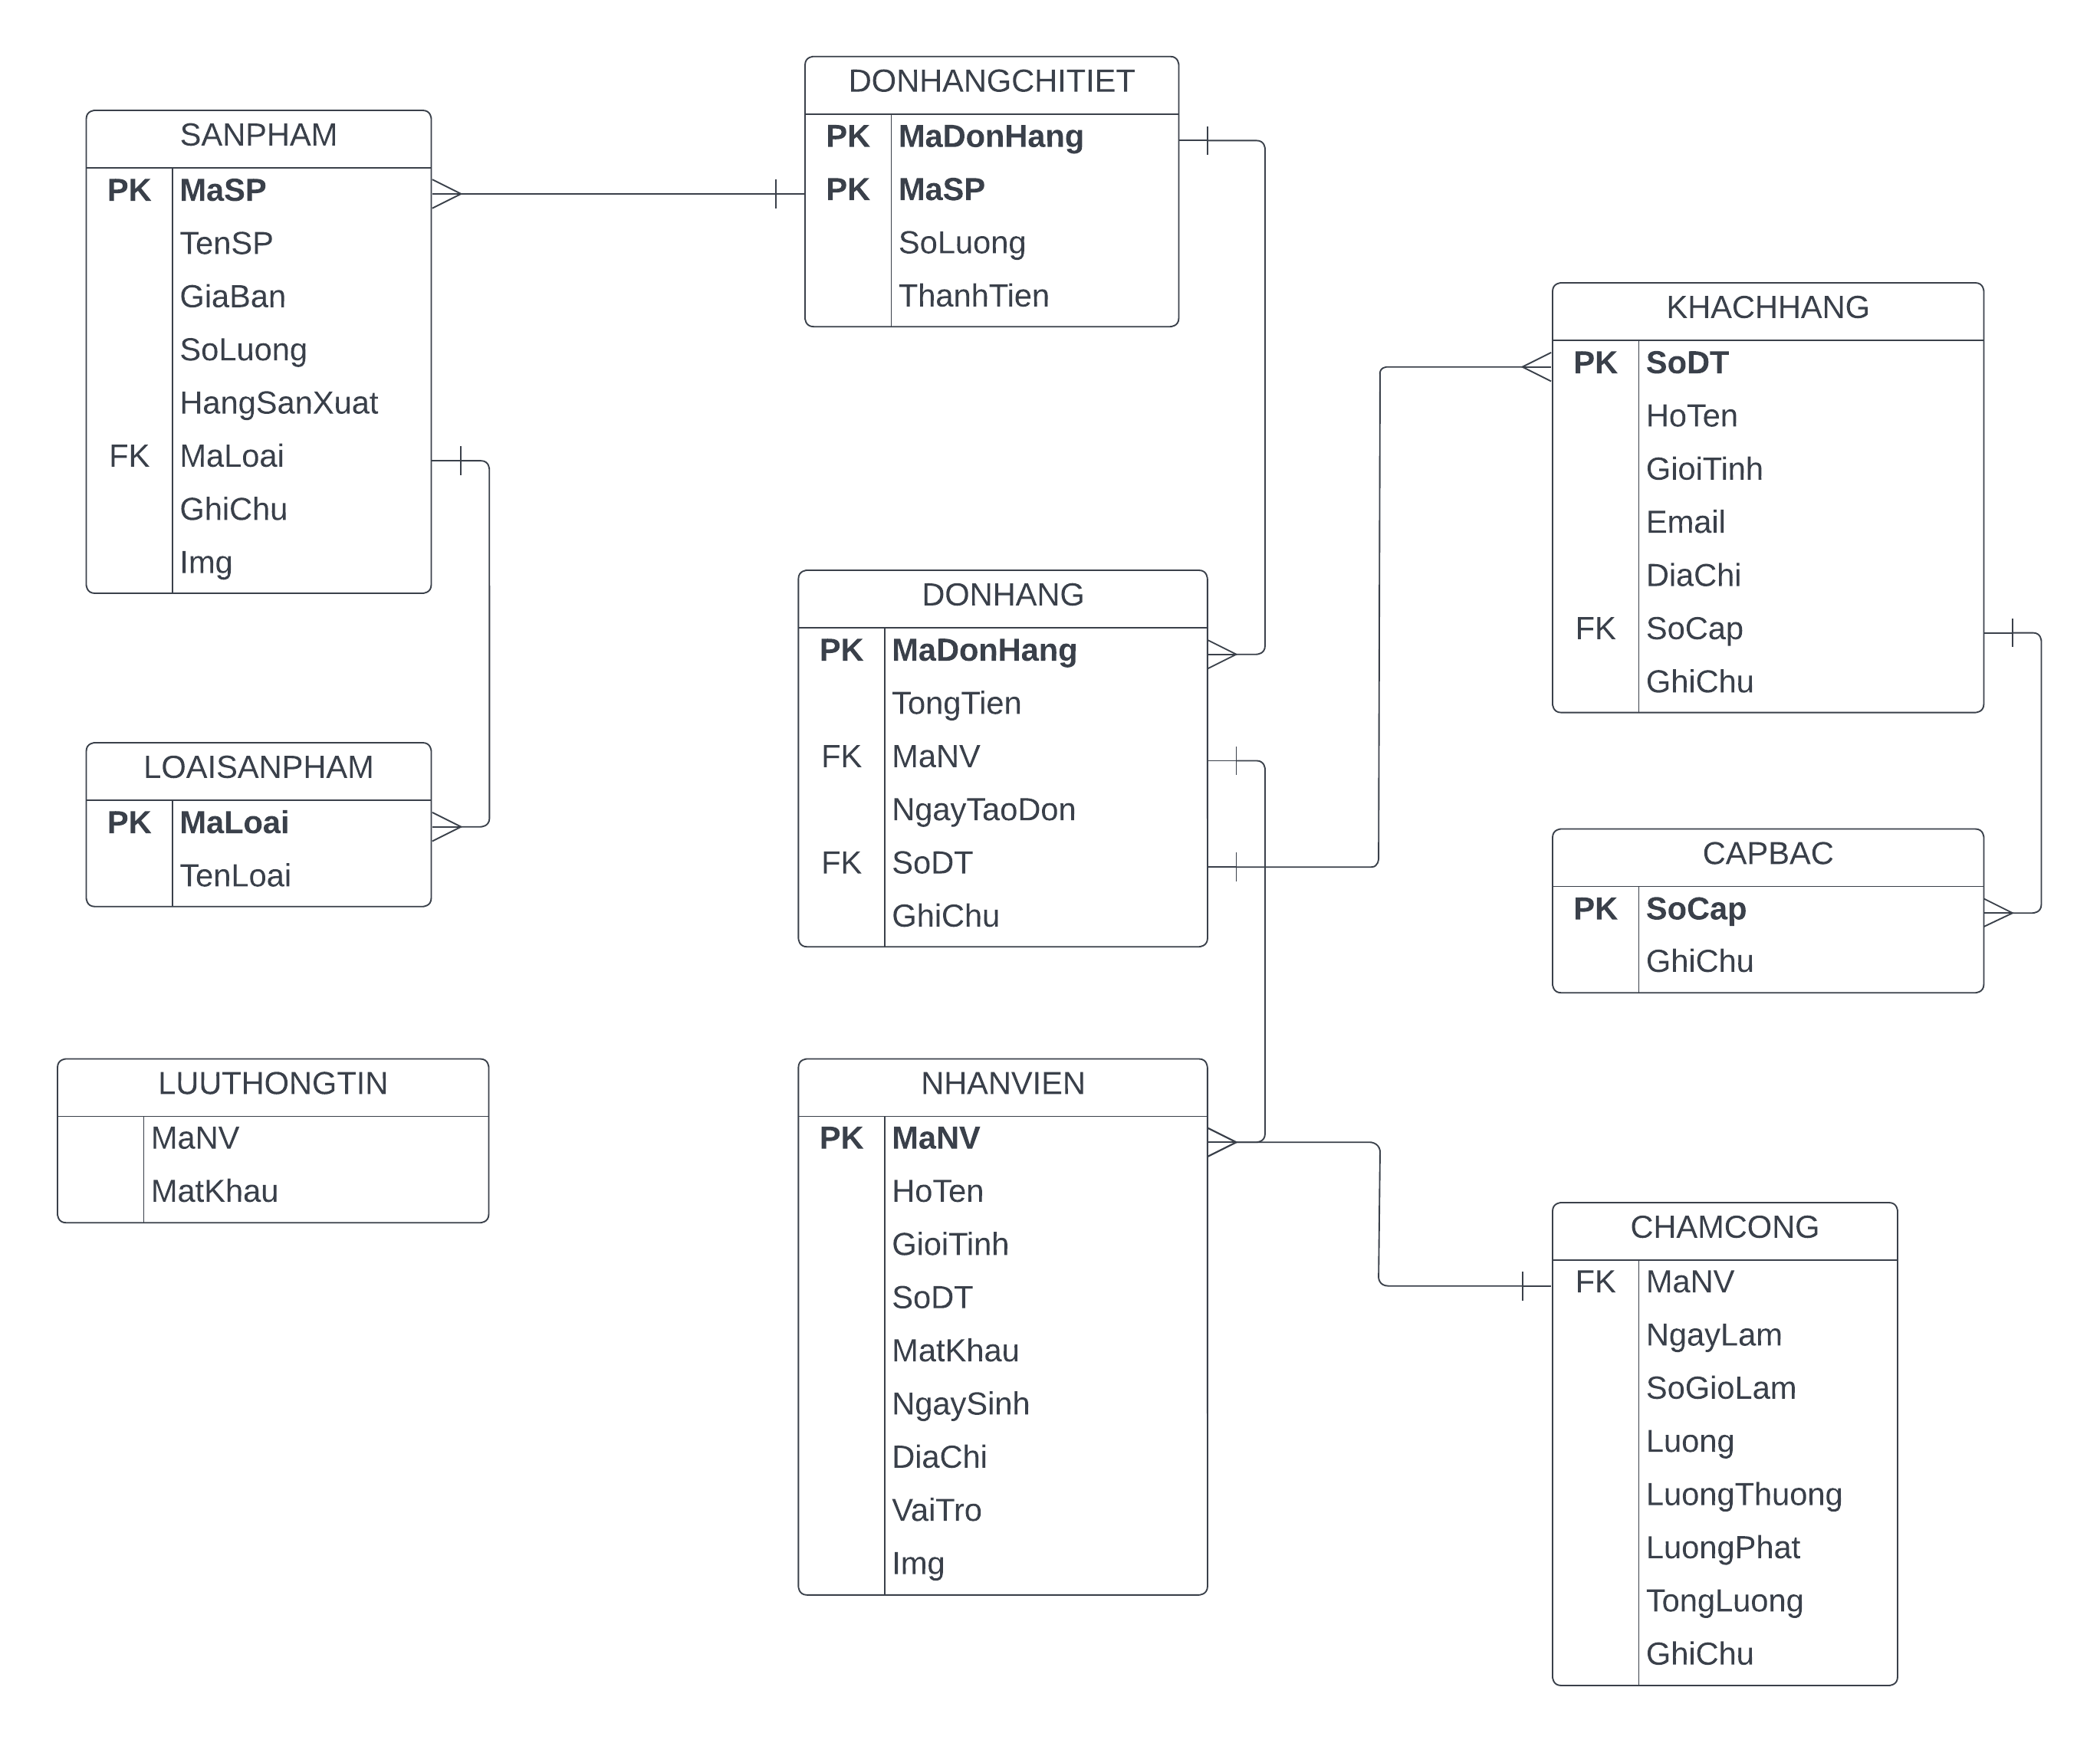 SANPHAM
PK MaSP
TenSP
GiaBan
SoLuong
HangSanXuat
FK MaLoai
GhiChu
Img
LOAISANPHAM
PK MaLoai
TenLoai
LUUTHONGTIN
MaNV
MatKhau
DONHANGCHITIET
PK MaDonHang
PK MaSP
SoLuong
ThanhTien
DONHANG
PK MaDonHang
TongTien
FK MaNV
NgayTaoDon
FK SoDT
GhiChu
NHANVIEN
PK MaNV
HoTen
GioiTinh
SoDT
MatKhau
NgaySinh
DiaChi
VaiTro
Img
KHACHHANG
PK SoDT
HoTen
GioiTinh
Email
DiaChi
FK SoCap
GhiChu
CAPBAC
PK SoCap
GhiChu
CHAMCONG
FK MaNV
NgayLam
SoGioLam
Luong
LuongThuong
LuongPhat
TongLuong
GhiChu